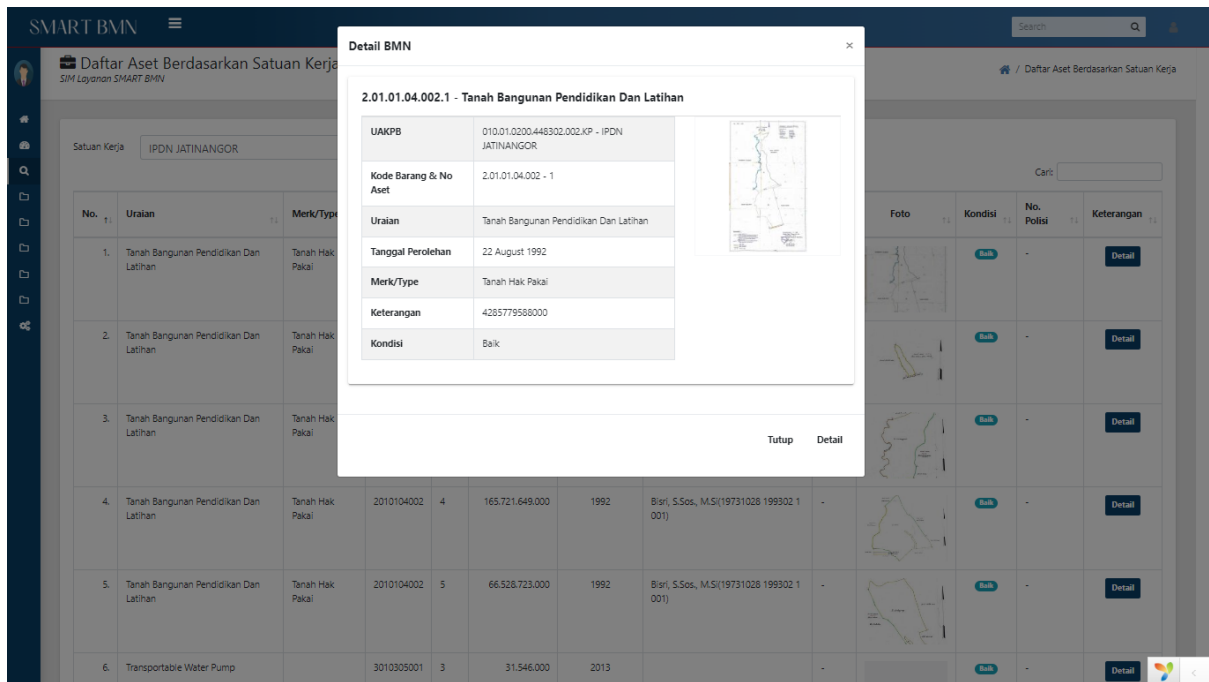 SMART BMN
Search
Daftar Aset Berdasarkan Satuan Kerja
SIM Layanan SMART BMN
/ Daftar Aset Berdasarkan Satuan Kerja
Detail BMN
×
2.01.01.04.002.1 - Tanah Bangunan Pendidikan Dan Latihan
UAKPB
010.01.0200.448302.002.KP - IPDN
JATINANGOR
Kode Barang & No
Aset
2.01.01.04.002 - 1
Uraian
Tanah Bangunan Pendidikan Dan Latihan
Tanggal Perolehan
22 August 1992
Merk/Type
Tanah Hak Pakai
Keterangan
4285779588000
Kondisi
Baik
Tutup
Detail
Satuan Kerja
IPDN JATINANGOR
Cari:
No.
Uraian
Merk/Type
Foto
Kondisi
No.
Polisi
Keterangan
1.
Tanah Bangunan Pendidikan Dan
Latihan
Tanah Hak
Pakai
Baik
-
Detail
2.
Tanah Bangunan Pendidikan Dan
Latihan
Tanah Hak
Pakai
Baik
-
Detail
3.
Tanah Bangunan Pendidikan Dan
Latihan
Tanah Hak
Pakai
Baik
-
Detail
4.
Tanah Bangunan Pendidikan Dan
Latihan
Tanah Hak
Pakai
2010104002
4
165.721.649.000
1992
Bisri, S.Sos., M.Si(19731028 199302 1
001)
-
Baik
-
Detail
5.
Tanah Bangunan Pendidikan Dan
Latihan
Tanah Hak
Pakai
2010104002
5
66.528.723.000
1992
Bisri, S.Sos., M.Si(19731028 199302 1
001)
-
Baik
-
Detail
6.
Transportable Water Pump
3010305001
3
31.546.000
2013
-
Baik
-
Detail